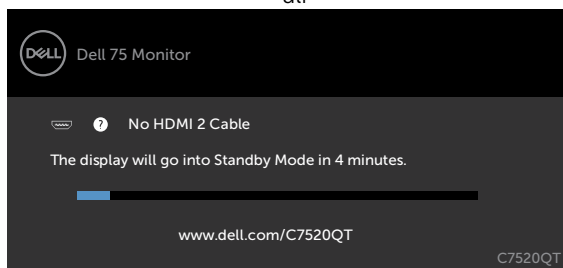 DELL Dell 75 Monitor
? No HDMI 2 Cable
The display will go into Standby Mode in 4 minutes.
www.dell.com/C7520QT
C7520QT